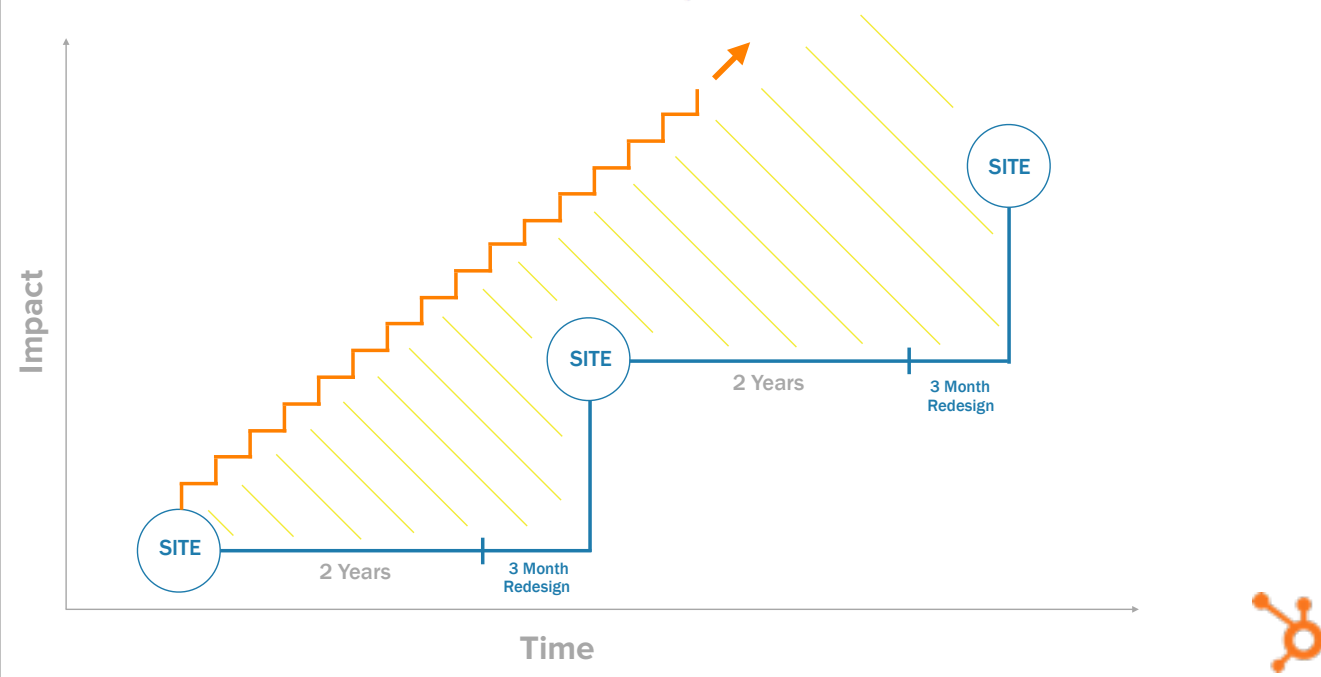 SITE
SITE
2 Years
3 Month
Redesign
SITE
2 Years
3 Month
Redesign
Impact
Time